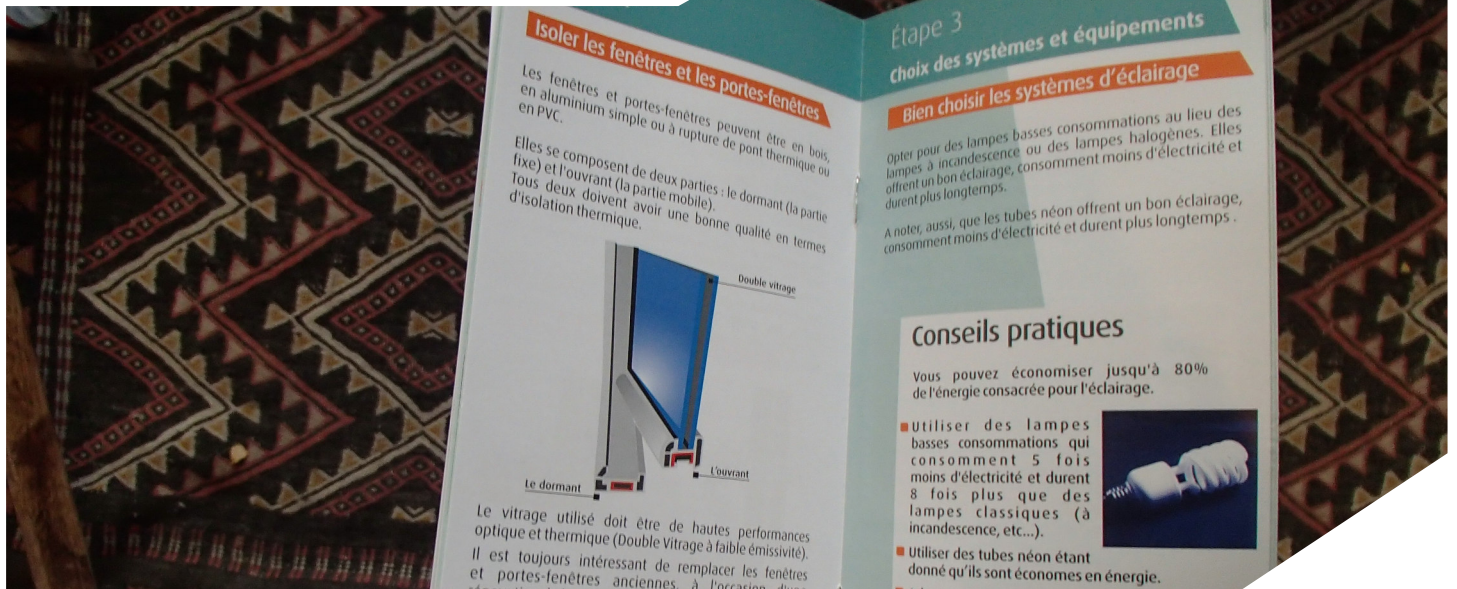 Isoler les fenêtres et les portes-fenêtres
Les fenêtres et portes-fenêtres peuvent être en bois,
en aluminium simple ou à rupture de pont thermique ou
en PVC.
Elles se composent de deux parties : le dormant (la partie
fixe) et l'ouvrant (la partie mobile).
Tous deux doivent avoir une bonne qualité en termes
d'isolation thermique.
Double vitrage
L'ouvrant
Le dormant
Le vitrage utilisé doit être de hautes performances
optique et thermique (Double Vitrage à faible émissivité).
Il est toujours intéressant de remplacer les fenêtres
et portes-fenêtres anciennes, à l'occasion d'une
Étape 3
Choix des systèmes et équipements
Bien choisir les systèmes d'éclairage
Opter pour des lampes basses consommations au lieu des
lampes à incandescence ou des lampes halogènes. Elles
offrent un bon éclairage, consomment moins d'électricité et
durent plus longtemps.
A noter, aussi, que les tubes néon offrent un bon éclairage,
consomment moins d'électricité et durent plus longtemps .
Conseils pratiques
Vous pouvez économiser jusqu'à 80%
de l'énergie consacrée pour l'éclairage.
Utiliser des lampes
basses consommations qui
consomment 5 fois
moins d'électricité et durent
8 fois plus que des
lampes classiques (à
incandescence, etc...).
Utiliser des tubes néon étant
donné qu'ils sont économes en énergie.